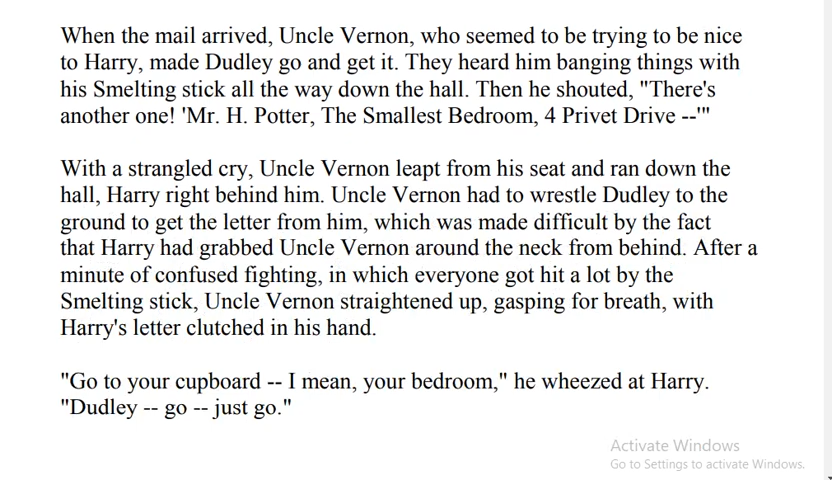 When the mail arrived, Uncle Vernon, who seemed to be trying to be nice
to Harry, made Dudley go and get it. They heard him banging things with
his Smelting stick all the way down the hall. Then he shouted, "There's
another one! 'Mr. H. Potter, The Smallest Bedroom, 4 Privet Drive --'"
With a strangled cry, Uncle Vernon leapt from his seat and ran down the
hall, Harry right behind him. Uncle Vernon had to wrestle Dudley to the
ground to get the letter from him, which was made difficult by the fact
that Harry had grabbed Uncle Vernon around the neck from behind. After a
minute of confused fighting, in which everyone got hit a lot by the
Smelting stick, Uncle Vernon straightened up, gasping for breath, with
Harry's letter clutched in his hand.
"Go to your cupboard -- I mean, your bedroom," he wheezed at Harry.
"Dudley -- go -- just go."
Activate Windows
Go to Settings to activate Windows.